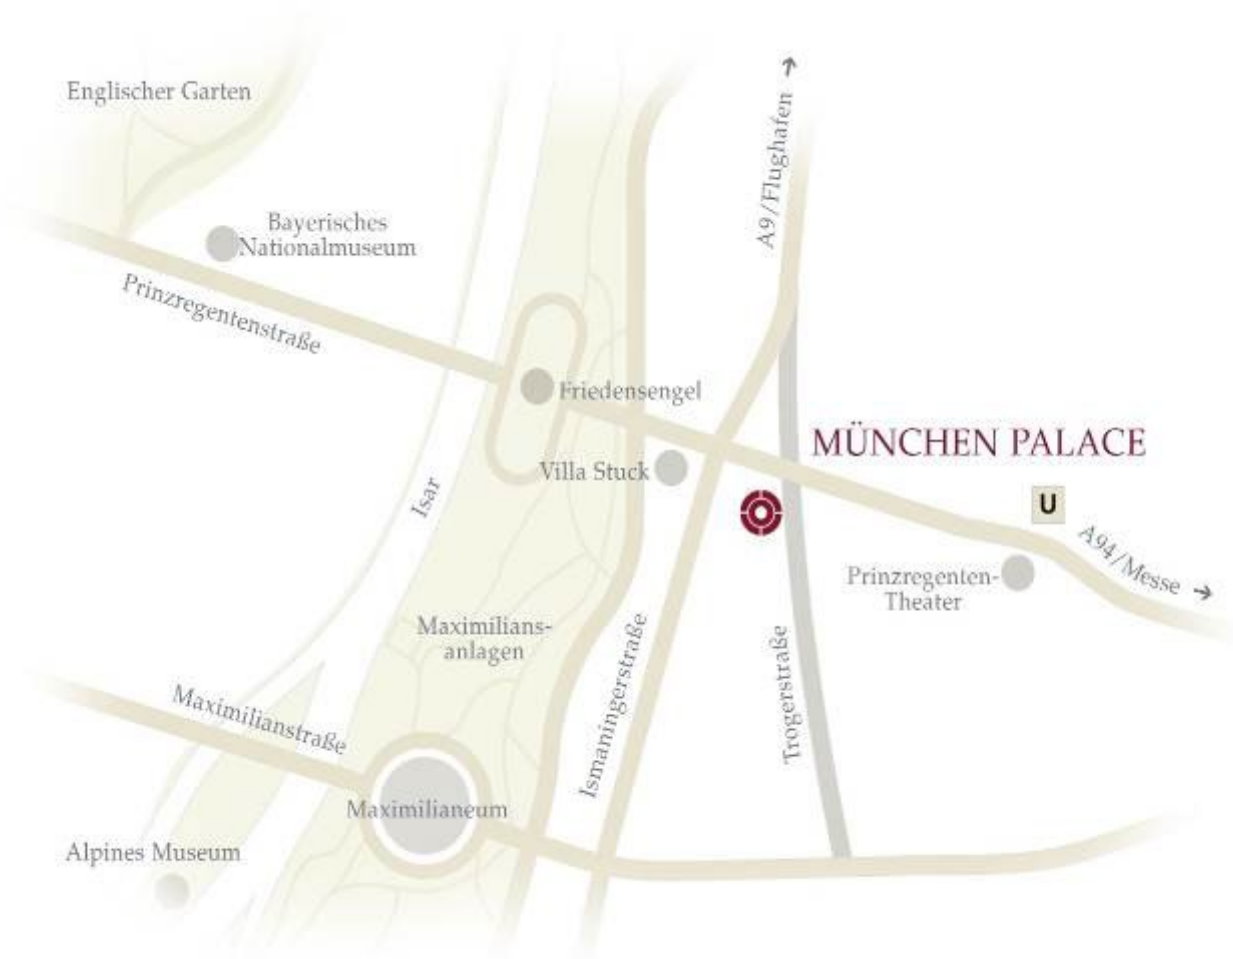 Englischer Garten
A9/Flughafen
Bayerisches
Nationalmuseum
Prinzregentenstraße
Friedensengel
MÜNCHEN PALACE
Villa Stuck
Isar
U
A94/Messe
Prinzregenten-
Theater
Maximilians-
anlagen
Ismaningerstraße
Trogerstraße
Maximilianstraße
Maximilianeum
Alpines Museum